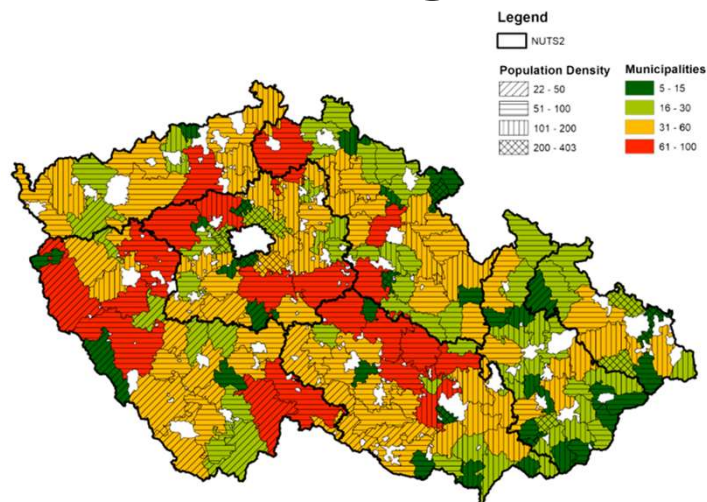 Legend
NUTS2
Population Density
22 - 50
51 - 100
101 - 200
200 - 403
Municipalities
5 - 15
16 - 30
31 - 60
61 - 100